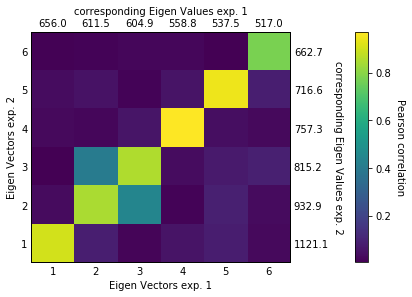 corresponding Eigen Values exp. 1
656.0 611.5 604.9 558.8 537.5 517.0
6 662.7
5 716.6
4 757.3
3 815.2
2 932.9
1 1121.1
1 2 3 4 5 6
Eigen Vectors exp. 1
Eigen Vectors exp. 2
corresponding Eigen Values exp. 2
0.8
0.6
0.4
0.2
Pearson correlation